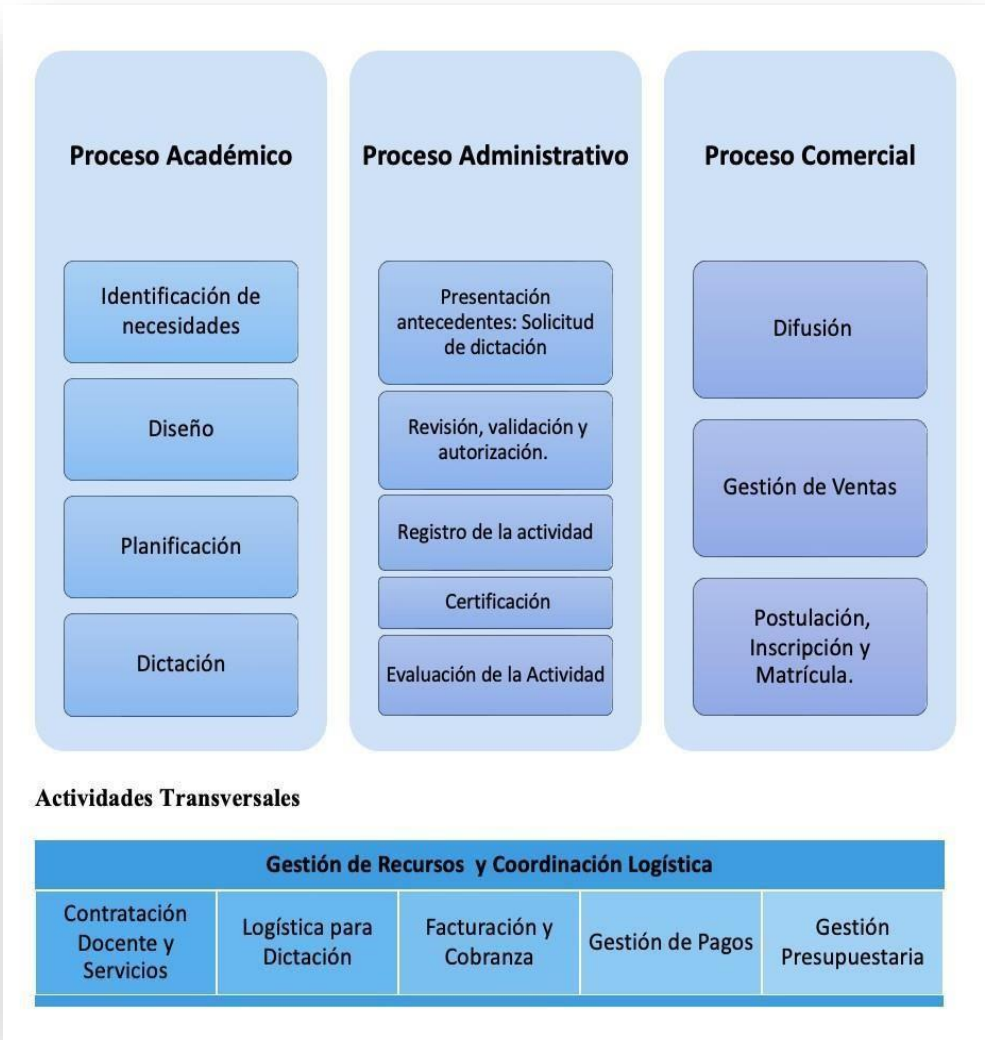 Proceso Académico
Identificación de
necesidades
Diseño
Planificación
Dictación
Proceso Administrativo
Presentación
antecedentes: Solicitud
de dictación
Revisión, validación y
autorización.
Registro de la actividad
Certificación
Evaluación de la Actividad
Proceso Comercial
Difusión
Gestión de Ventas
Postulación,
Inscripción y
Matrícula.
Actividades Transversales
Gestión de Recursos y Coordinación Logística
Contratación
Docente y
Servicios
Logística para
Dictación
Facturación y
Cobranza
Gestión de Pagos
Gestión
Presupuestaria